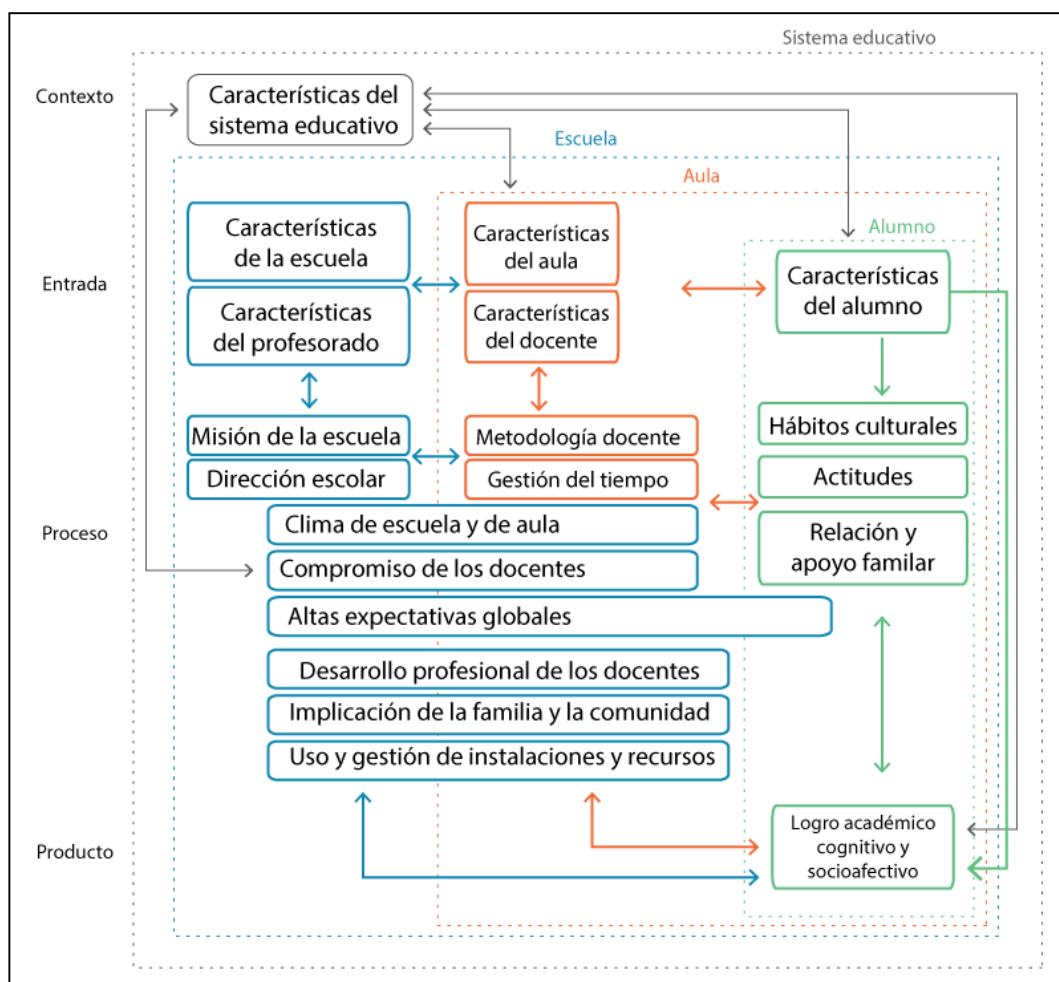 Sistema educativo
Contexto
Características del
sistema educativo
Escuela
Aula
Alumno
Entrada
Características
de la escuela
Características
del profesorado
Características
del aula
Características
del docente
Características
del alumno
Proceso
Misión de la escuela
Dirección escolar
Metodología docente
Gestión del tiempo
Hábitos culturales
Actitudes
Relación y
apoyo familar
Clima de escuela y de aula
Compromiso de los docentes
Altas expectativas globales
Desarrollo profesional de los docentes
Implicación de la familia y la comunidad
Uso y gestión de instalaciones y recursos
Producto
Logro académico
cognitivo y
socioafectivo